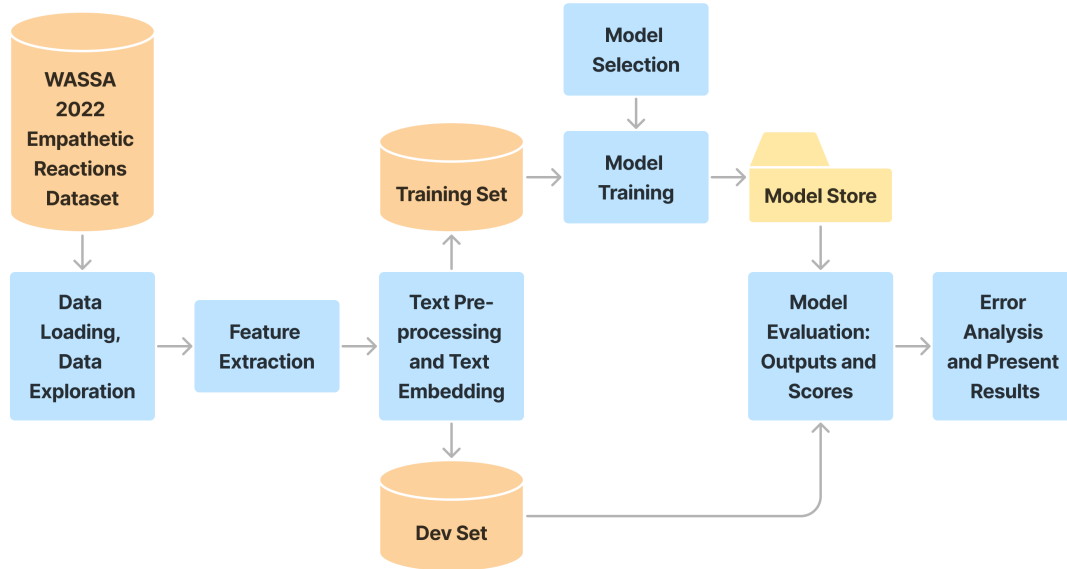 WASSA
2022
Empathetic
Reactions
Dataset
Data
Loading,
Data
Exploration
Feature
Extraction
Text Pre-
processing
and Text
Embedding
Training Set
Dev Set
Model
Selection
Model
Training
Model Store
Model
Evaluation:
Outputs and
Scores
Error
Analysis
and Present
Results